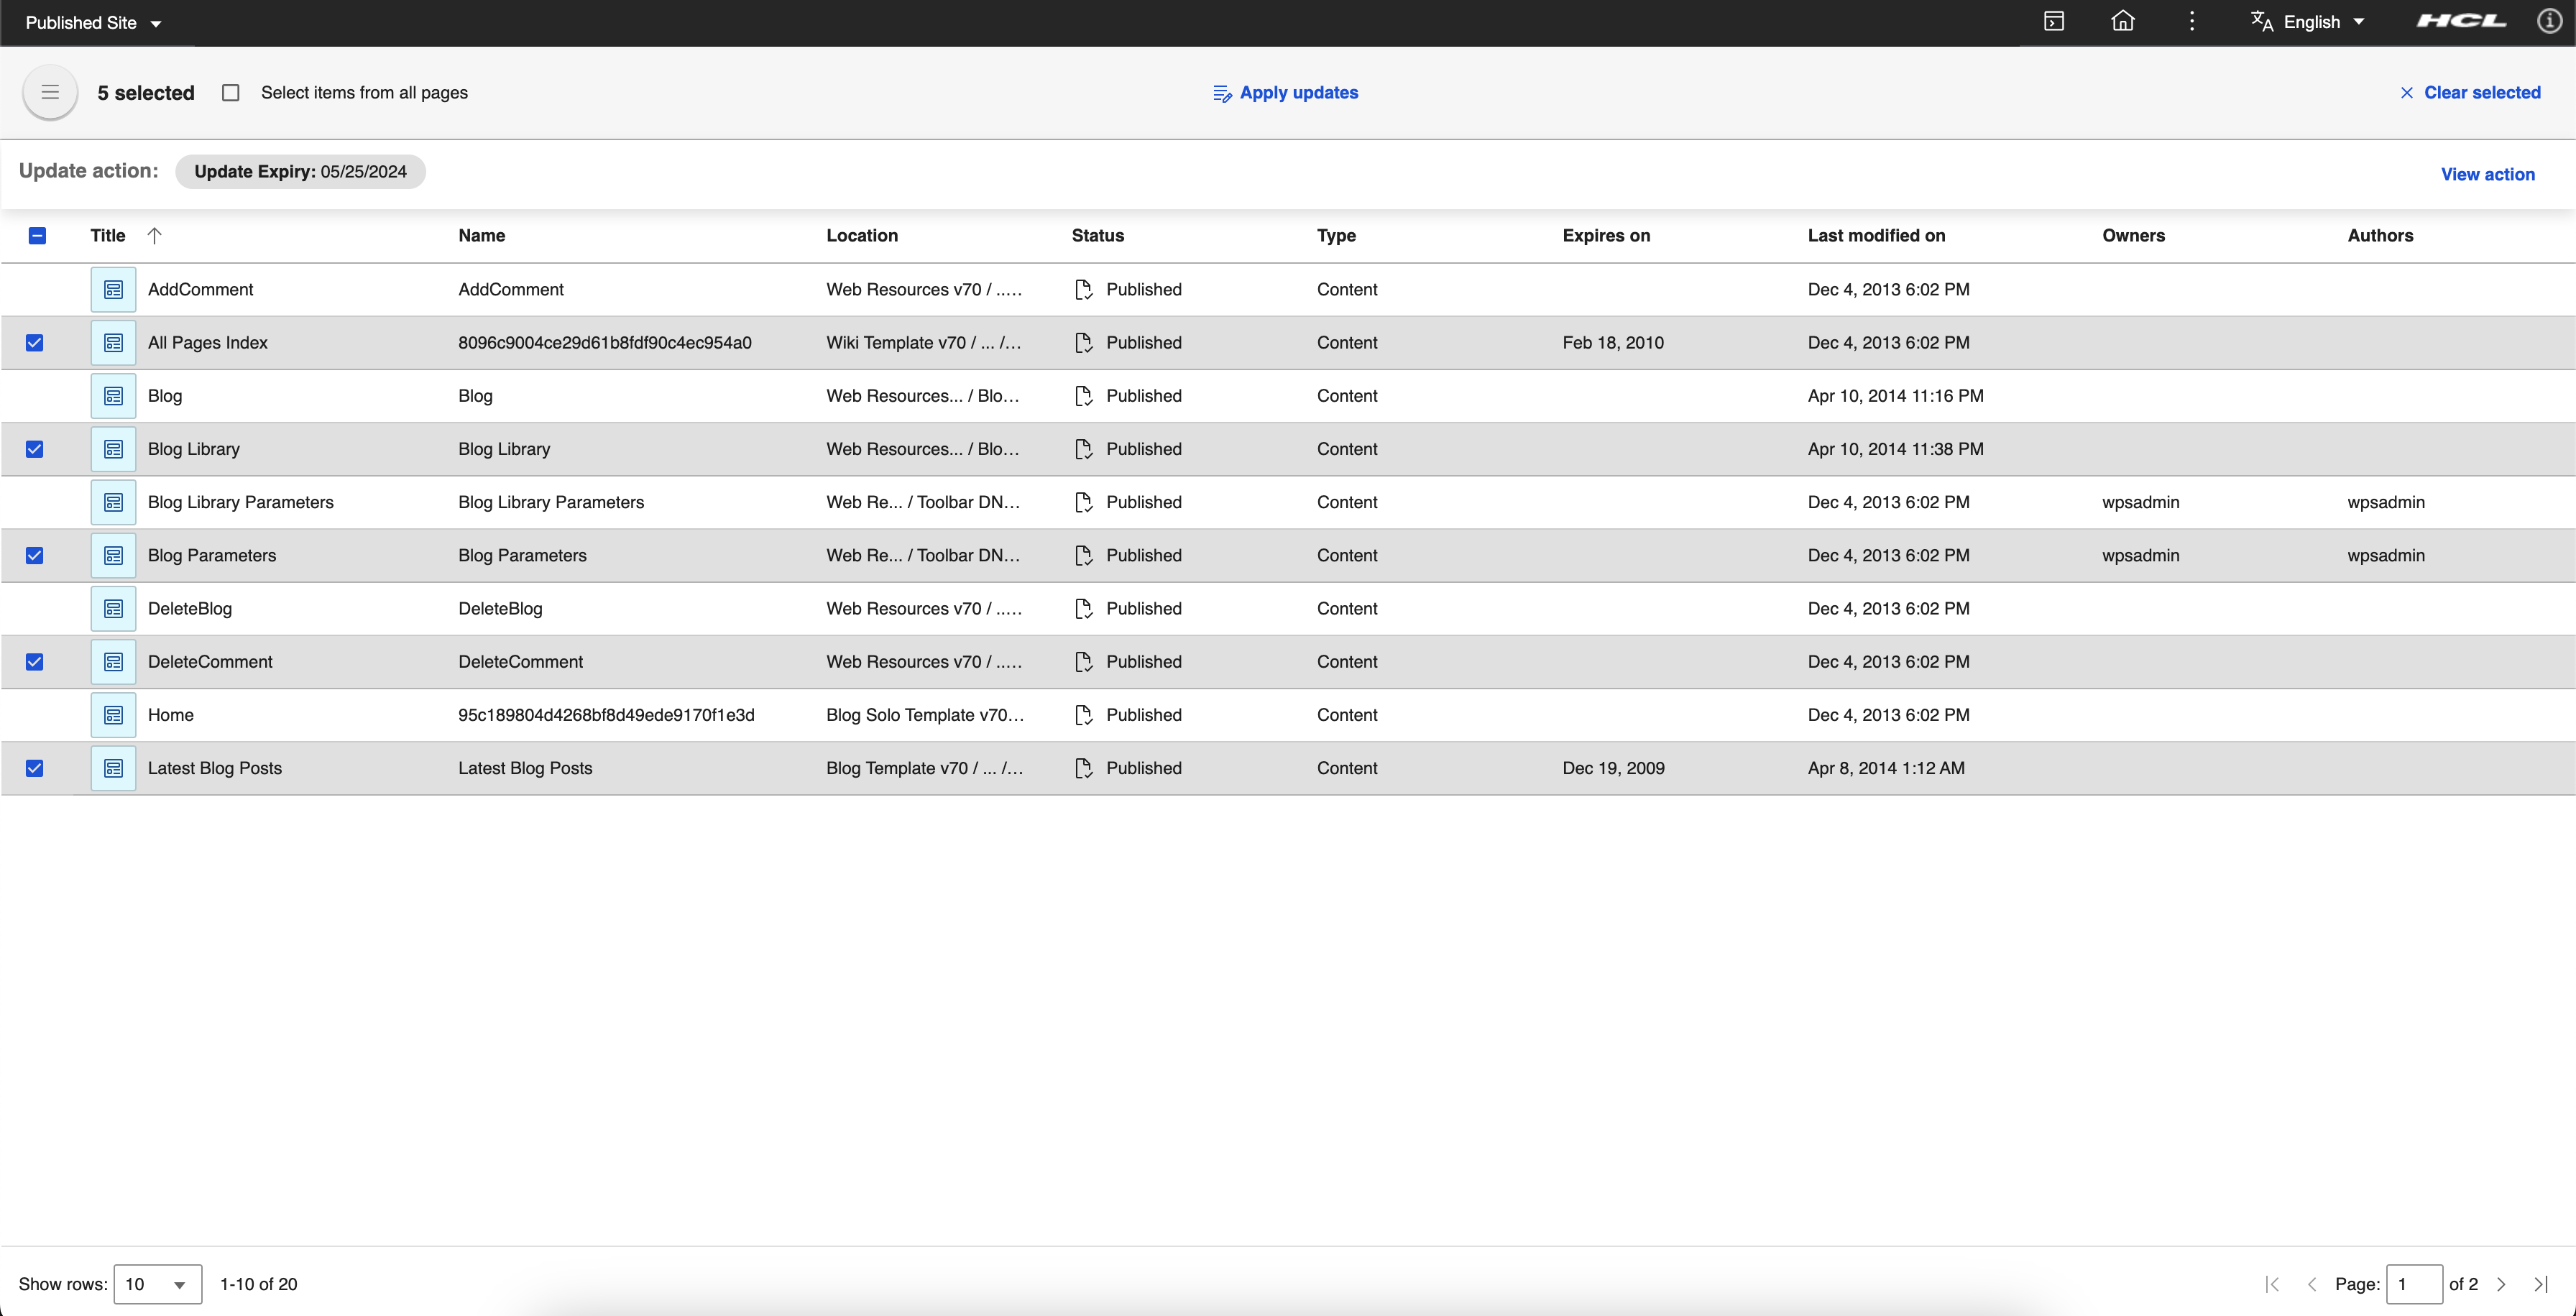 Published Site
English
HCL
5 selected Select items from all pages Apply updates Clear selected
Update action: Update Expiry: 05/25/2024 View action
Title Name Location Status Type Expires on Last modified on Owners Authors
AddComment AddComment Web Resources v70 / ..… Published Content Dec 4, 2013 6:02 PM
All Pages Index 8096c9004ce29d61b8fdf90c4ec954a0 Wiki Template v70 / ... /… Published Content Feb 18, 2010 Dec 4, 2013 6:02 PM
Blog Blog Web Resources... / Blo… Published Content Apr 10, 2014 11:16 PM
Blog Library Blog Library Web Resources... / Blo… Published Content Apr 10, 2014 11:38 PM
Blog Library Parameters Blog Library Parameters Web Re... / Toolbar DN… Published Content Dec 4, 2013 6:02 PM wpsadmin wpsadmin
Blog Parameters Blog Parameters Web Re... / Toolbar DN… Published Content Dec 4, 2013 6:02 PM wpsadmin wpsadmin
DeleteBlog DeleteBlog Web Resources v70 / ..… Published Content Dec 4, 2013 6:02 PM
DeleteComment DeleteComment Web Resources v70 / ..… Published Content Dec 4, 2013 6:02 PM
Home 95c189804d4268bf8d49ede9170f1e3d Blog Solo Template v70… Published Content Dec 4, 2013 6:02 PM
Latest Blog Posts Latest Blog Posts Blog Template v70 / ... /… Published Content Dec 19, 2009 Apr 8, 2014 1:12 AM
Show rows: 10 1-10 of 20 Page: 1 of 2